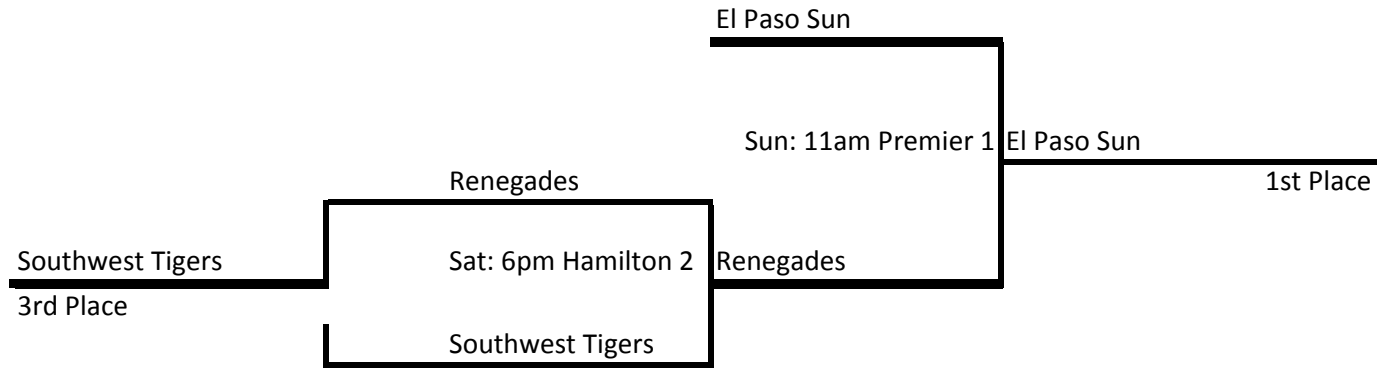 El Paso Sun
Sun: 11am Premier 1 El Paso Sun
Renegades
1st Place
Southwest Tigers
Sat: 6pm Hamilton 2
Renegades
3rd Place
Southwest Tigers